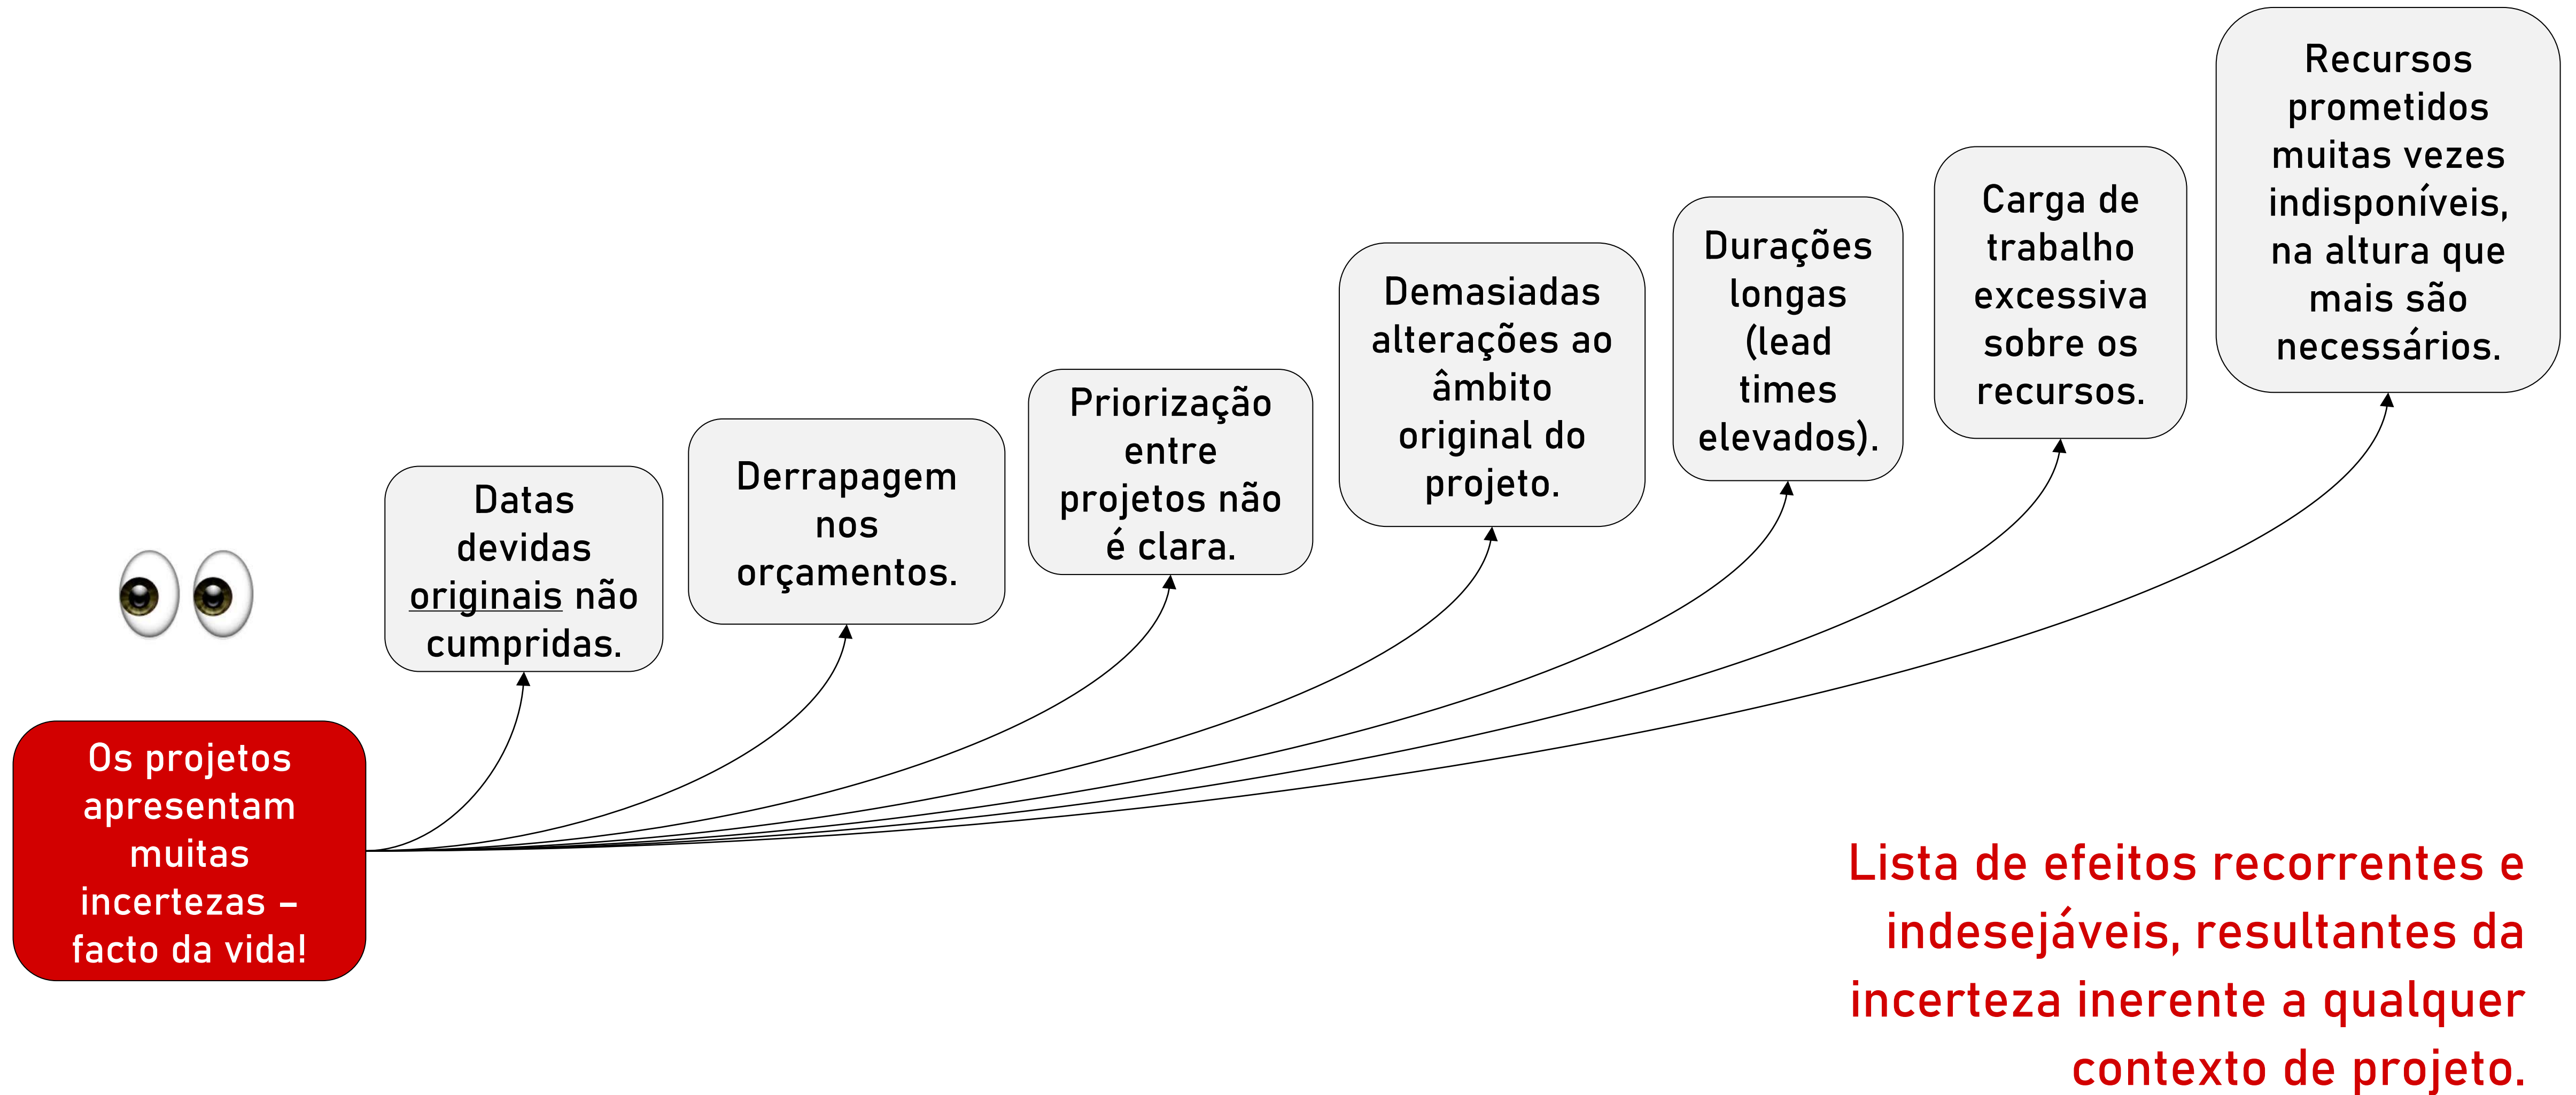 Os projetos
apresentam
muitas
incertezas –
facto da vida!
Datas
devidas
originais não
cumpridas.
Derrapagem
nos
orçamentos.
Priorização
entre
projetos não
é clara.
Demasiadas
alterações ao
âmbito
original do
projeto.
Durações
longas
(lead
times
elevados).
Carga de
trabalho
excessiva
sobre os
recursos.
Recursos
prometidos
muitas vezes
indisponíveis,
na altura que
mais são
necessários.
Lista de efeitos recorrentes e
indesejáveis, resultantes da
incerteza inerente a qualquer
contexto de projeto.